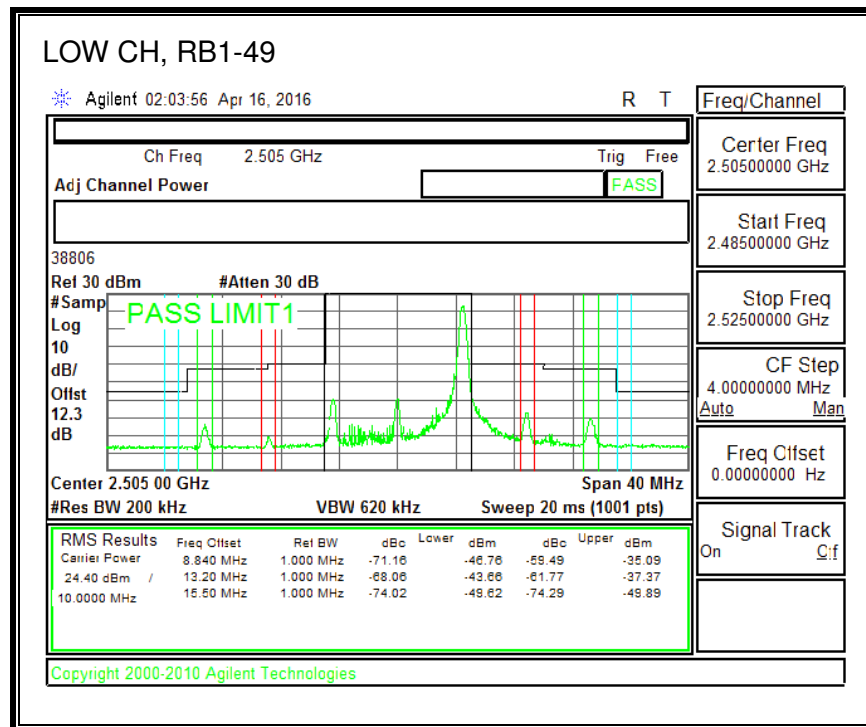 LOW CH, RB1-49
Agilent 02:03:56 Apr 16, 2016 R T
Freq/Channel
Ch Freq 2.505 GHz Trig Free
Adj Channel Power PASS
Center Freq
2.50500000 GHz
Start Freq
2.48500000 GHz
Stop Freq
2.52500000 GHz
CF Step
4.00000000 MHz
Auto Man
Freq Offset
0.00000000 Hz
Signal Track
On Off
38806
Ref 30 dBm #Atten 30 dB
#Samp
Log
10
dB/
Offst
12.3
dB
PASS LIMIT1
Center 2.505 00 GHz Span 40 MHz
#Res BW 200 kHz VBW 620 kHz Sweep 20 ms (1001 pts)
RMS Results Freq Offset Ref BW dBc Lower dBm dBc Upper dBm
Carrier Power 8.840 MHz 1.000 MHz -71.16 -46.76 -59.49 -35.09
24.40 dBm / 13.20 MHz 1.000 MHz -68.06 -43.66 -61.77 -37.37
10.0000 MHz 15.50 MHz 1.000 MHz -74.02 -49.62 -74.29 -49.89
Copyright 2000-2010 Agilent Technologies